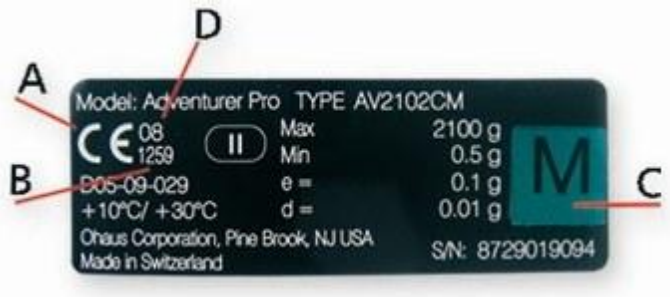 D
A
Model: Adventurer Pro TYPE AV2102CM
CE 08 II Max 2100 g
1259 Min 0.5 g M
B
D05-09-029 e = 0.1 g C
+10°C/ +30°C d = 0.01 g
Ohaus Corporation, Pine Brook, NJ USA
Made in Switzerland S/N: 8729019094